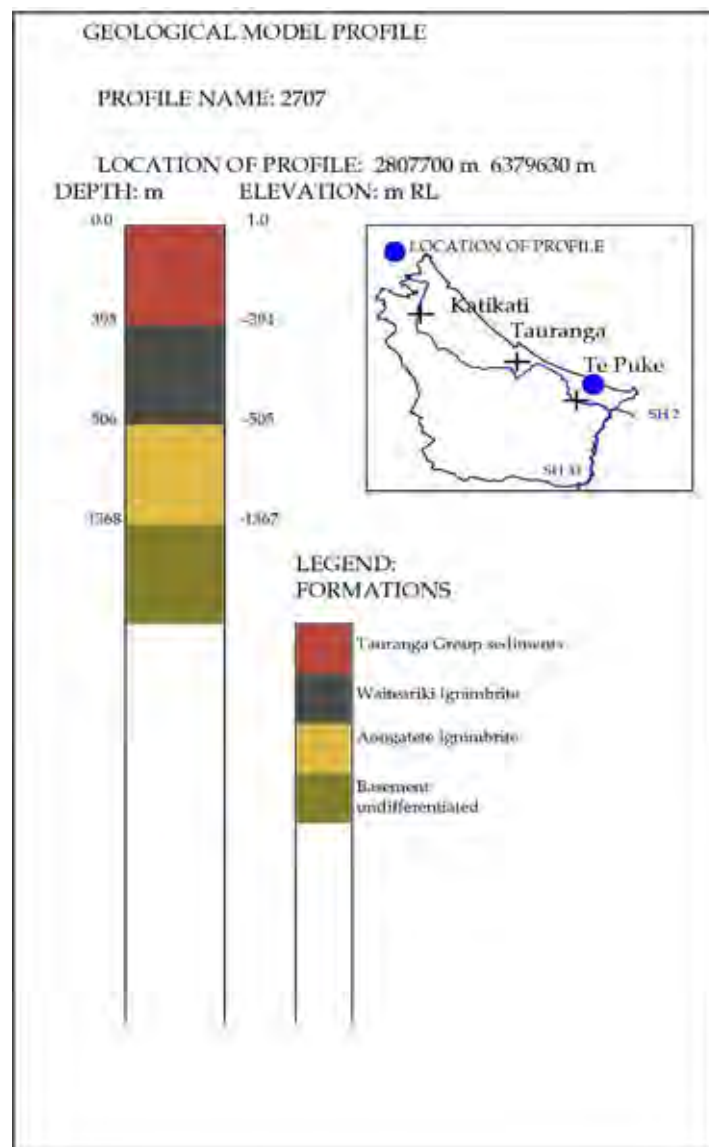 GEOLOGICAL MODEL PROFILE
PROFILE NAME: 2707
LOCATION OF PROFILE: 2807700 m 6379630 m
DEPTH: m ELEVATION: m RL
0.0 1.0
LOCATION OF PROFILE
Katikati
Tauranga
Te Puke
SH 2
506 -505
1368 -1367
SH 33
LEGEND:
FORMATIONS
Tauranga Group sediments
Waiteariki Ignimbrite
Aongatete Ignimbrite
Basement
undifferentiated